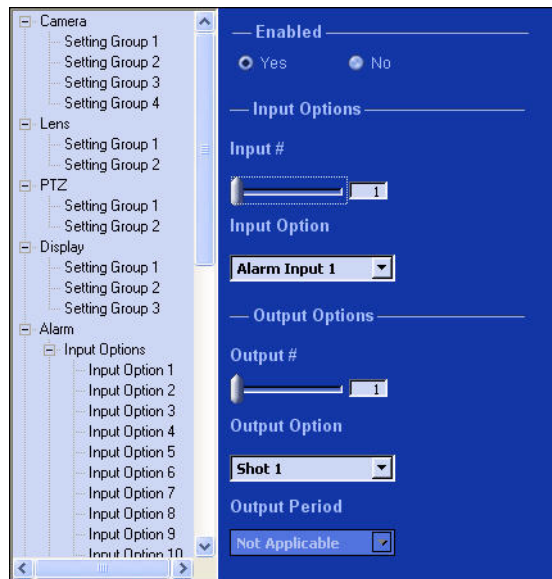 Camera
Setting Group 1
Setting Group 2
Setting Group 3
Setting Group 4
Lens
Setting Group 1
Setting Group 2
PTZ
Setting Group 1
Setting Group 2
Display
Setting Group 1
Setting Group 2
Setting Group 3
Alarm
Input Options
Input Option 1
Input Option 2
Input Option 3
Input Option 4
Input Option 5
Input Option 6
Input Option 7
Input Option 8
Input Option 9
Input Option 10
Enabled
Yes No
Input Options
Input #
1
Input Option
Alarm Input 1
Output Options
Output #
1
Output Option
Shot 1
Output Period
Not Applicable